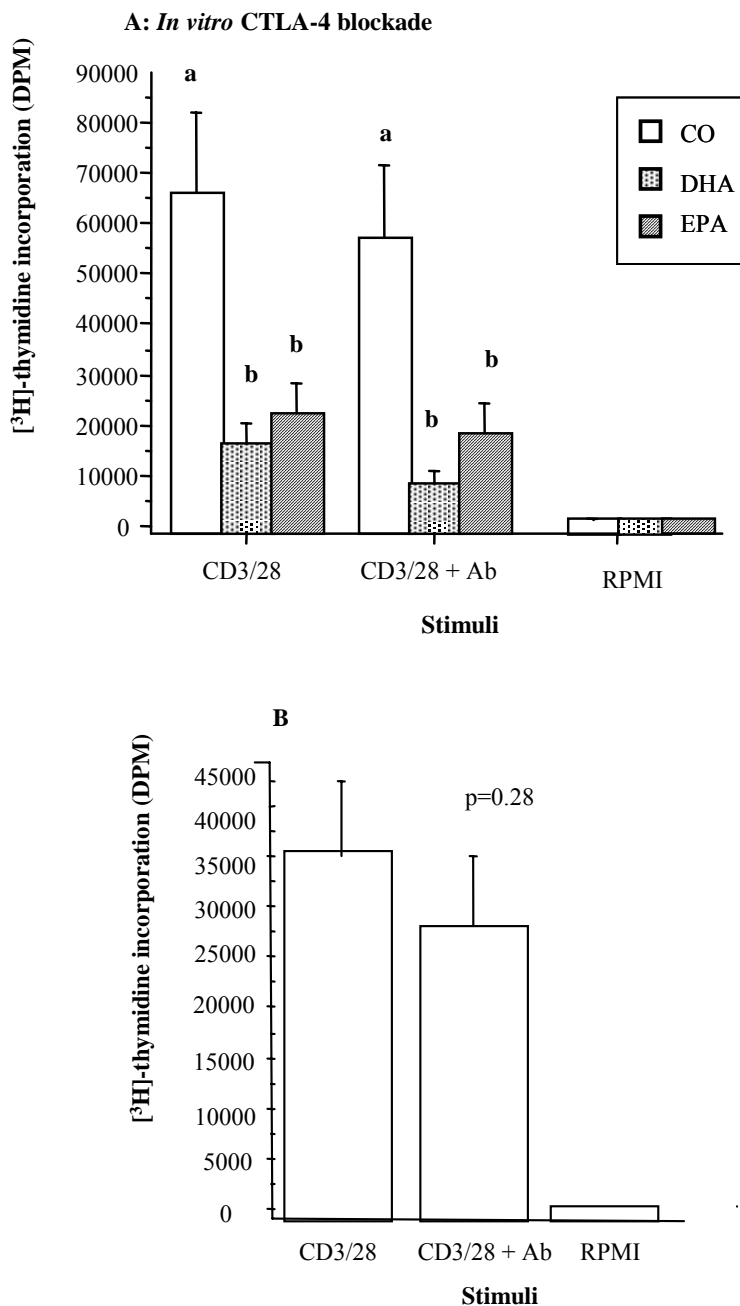 A: In vitro CTLA-4 blockade
[³H]-thymidine incorporation (DPM)
90000
80000
70000
60000
50000
40000
30000
20000
10000
0
a
b
b
a
b
b
CO
DHA
EPA
CD3/28
CD3/28 + Ab
RPMI
Stimuli
B
[³H]-thymidine incorporation (DPM)
45000
40000
35000
30000
25000
20000
15000
10000
5000
0
p=0.28
CD3/28
CD3/28 + Ab
RPMI
Stimuli